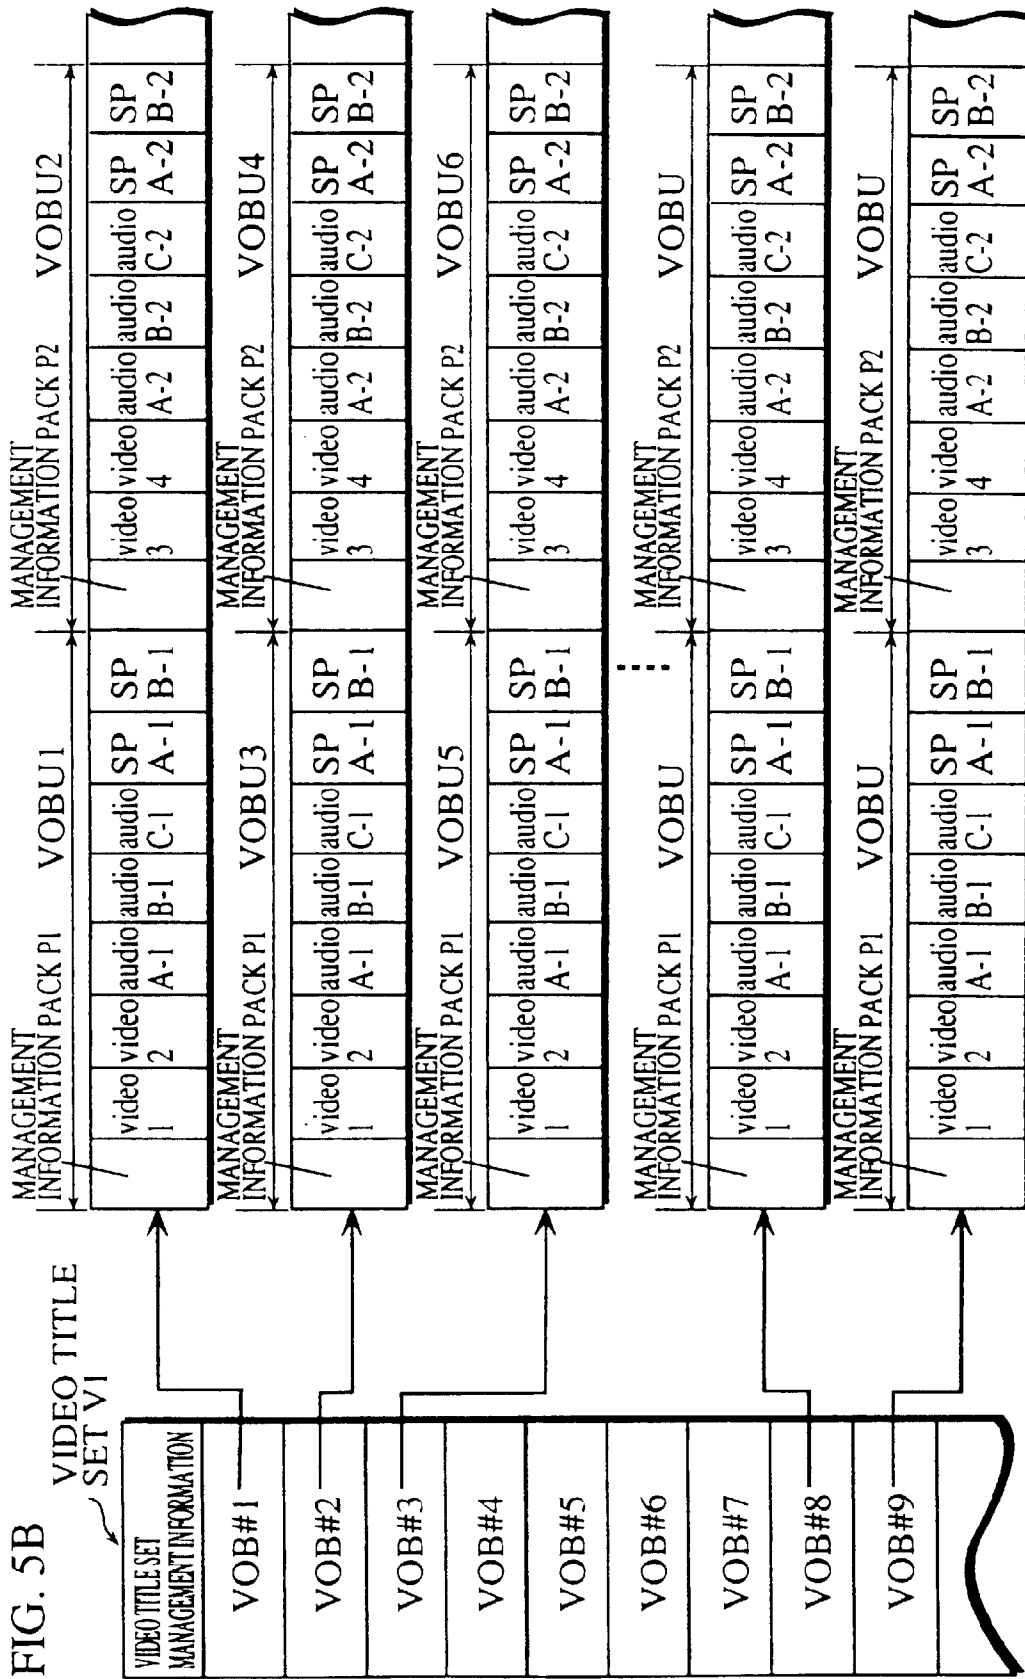 FIG. 5B
VIDEO TITLE
SET V1
VIDEO TITLE SET
MANAGEMENT INFORMATION
VOB#1
VOB#2
VOB#3
VOB#4
VOB#5
VOB#6
VOB#7
VOB#8
VOB#9
MANAGEMENT
INFORMATION PACK P1
VOBU1
MANAGEMENT
INFORMATION PACK P2
VOBU2
video video audio audio audio SP SP video video audio audio audio SP SP
1 2 A-1 B-1 C-1 A-1 B-1 3 4 A-2 B-2 C-2 A-2 B-2
MANAGEMENT
INFORMATION PACK P1
VOBU3
MANAGEMENT
INFORMATION PACK P2
VOBU4
video video audio audio audio SP SP video video audio audio audio SP SP
1 2 A-1 B-1 C-1 A-1 B-1 3 4 A-2 B-2 C-2 A-2 B-2
MANAGEMENT
INFORMATION PACK P1
VOBU5
MANAGEMENT
INFORMATION PACK P2
VOBU6
video video audio audio audio SP SP video video audio audio audio SP SP
1 2 A-1 B-1 C-1 A-1 B-1 3 4 A-2 B-2 C-2 A-2 B-2
MANAGEMENT
INFORMATION PACK P1
VOBU
MANAGEMENT
INFORMATION PACK P2
VOBU
video video audio audio audio SP SP video video audio audio audio SP SP
1 2 A-1 B-1 C-1 A-1 B-1 3 4 A-2 B-2 C-2 A-2 B-2
MANAGEMENT
INFORMATION PACK P1
VOBU
MANAGEMENT
INFORMATION PACK P2
VOBU
video video audio audio audio SP SP video video audio audio audio SP SP
1 2 A-1 B-1 C-1 A-1 B-1 3 4 A-2 B-2 C-2 A-2 B-2